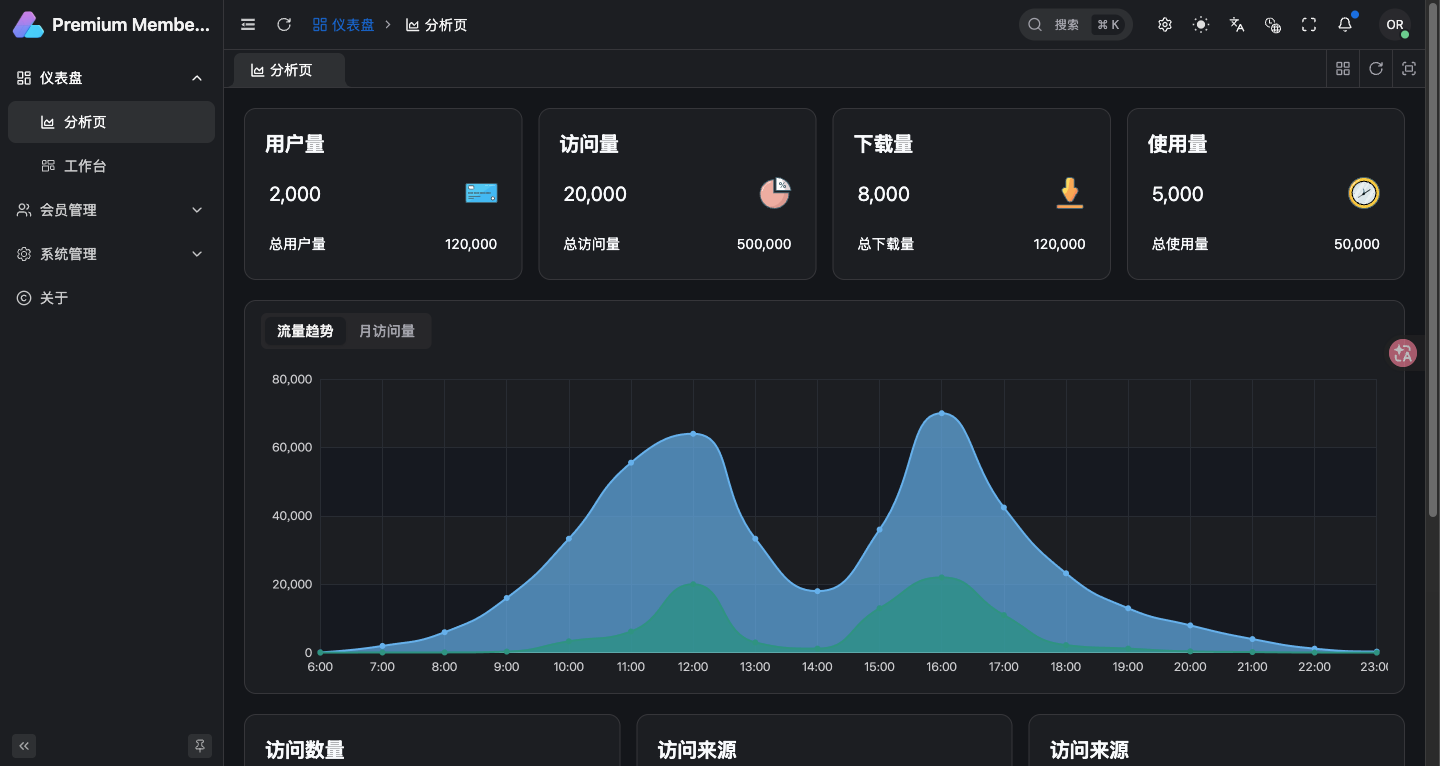 Premium Membe...
仪表盘
分析页
工作台
会员管理
系统管理
关于
仪表盘 > 分析页
搜索 ⌘ K
OR
分析页
用户量
2,000
总用户量 120,000
访问量
20,000
%
总访问量 500,000
下载量
8,000
总下载量 120,000
使用量
5,000
总使用量 50,000
流量趋势 月访问量
80,000
60,000
40,000
20,000
0
6:00 7:00 8:00 9:00 10:00 11:00 12:00 13:00 14:00 15:00 16:00 17:00 18:00 19:00 20:00 21:00 22:00 23:00
访问数量
访问来源
访问来源